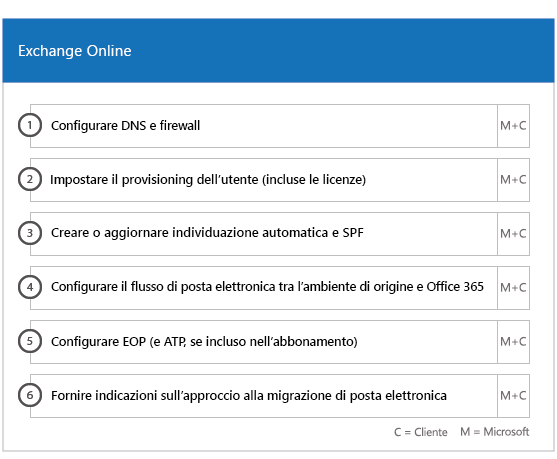 Exchange Online
1 Configurare DNS e firewall M+C
2 Impostare il provisioning dell'utente (incluse le licenze) M+C
3 Creare o aggiornare individuazione automatica e SPF M+C
4 Configurare il flusso di posta elettronica tra l'ambiente di origine e Office 365 M+C
5 Configurare EOP (e ATP, se incluso nell'abbonamento) M+C
6 Fornire indicazioni sull'approccio alla migrazione di posta elettronica M+C
C = Cliente M = Microsoft